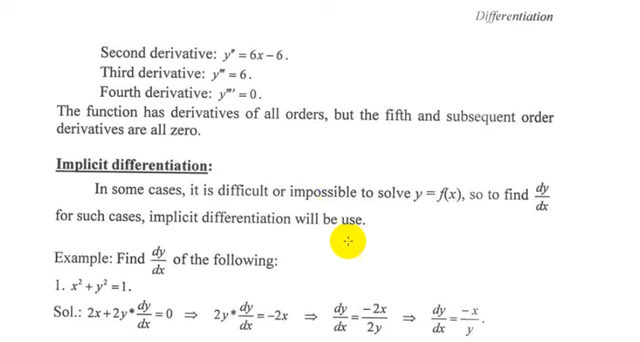 Differentiation
Second derivative: y″ = 6x − 6.
Third derivative: y‴ = 6.
Fourth derivative: y⁗ = 0.
The function has derivatives of all orders, but the fifth and subsequent order
derivatives are all zero.
Implicit differentiation:
In some cases, it is difficult or impossible to solve y = f(x), so to find dy/dx
for such cases, implicit differentiation will be use.
Example: Find dy/dx of the following:
1. x² + y² = 1.
Sol.: 2x + 2y * dy/dx = 0 ⇒ 2y * dy/dx = −2x ⇒ dy/dx = −2x/2y ⇒ dy/dx = −x/y.